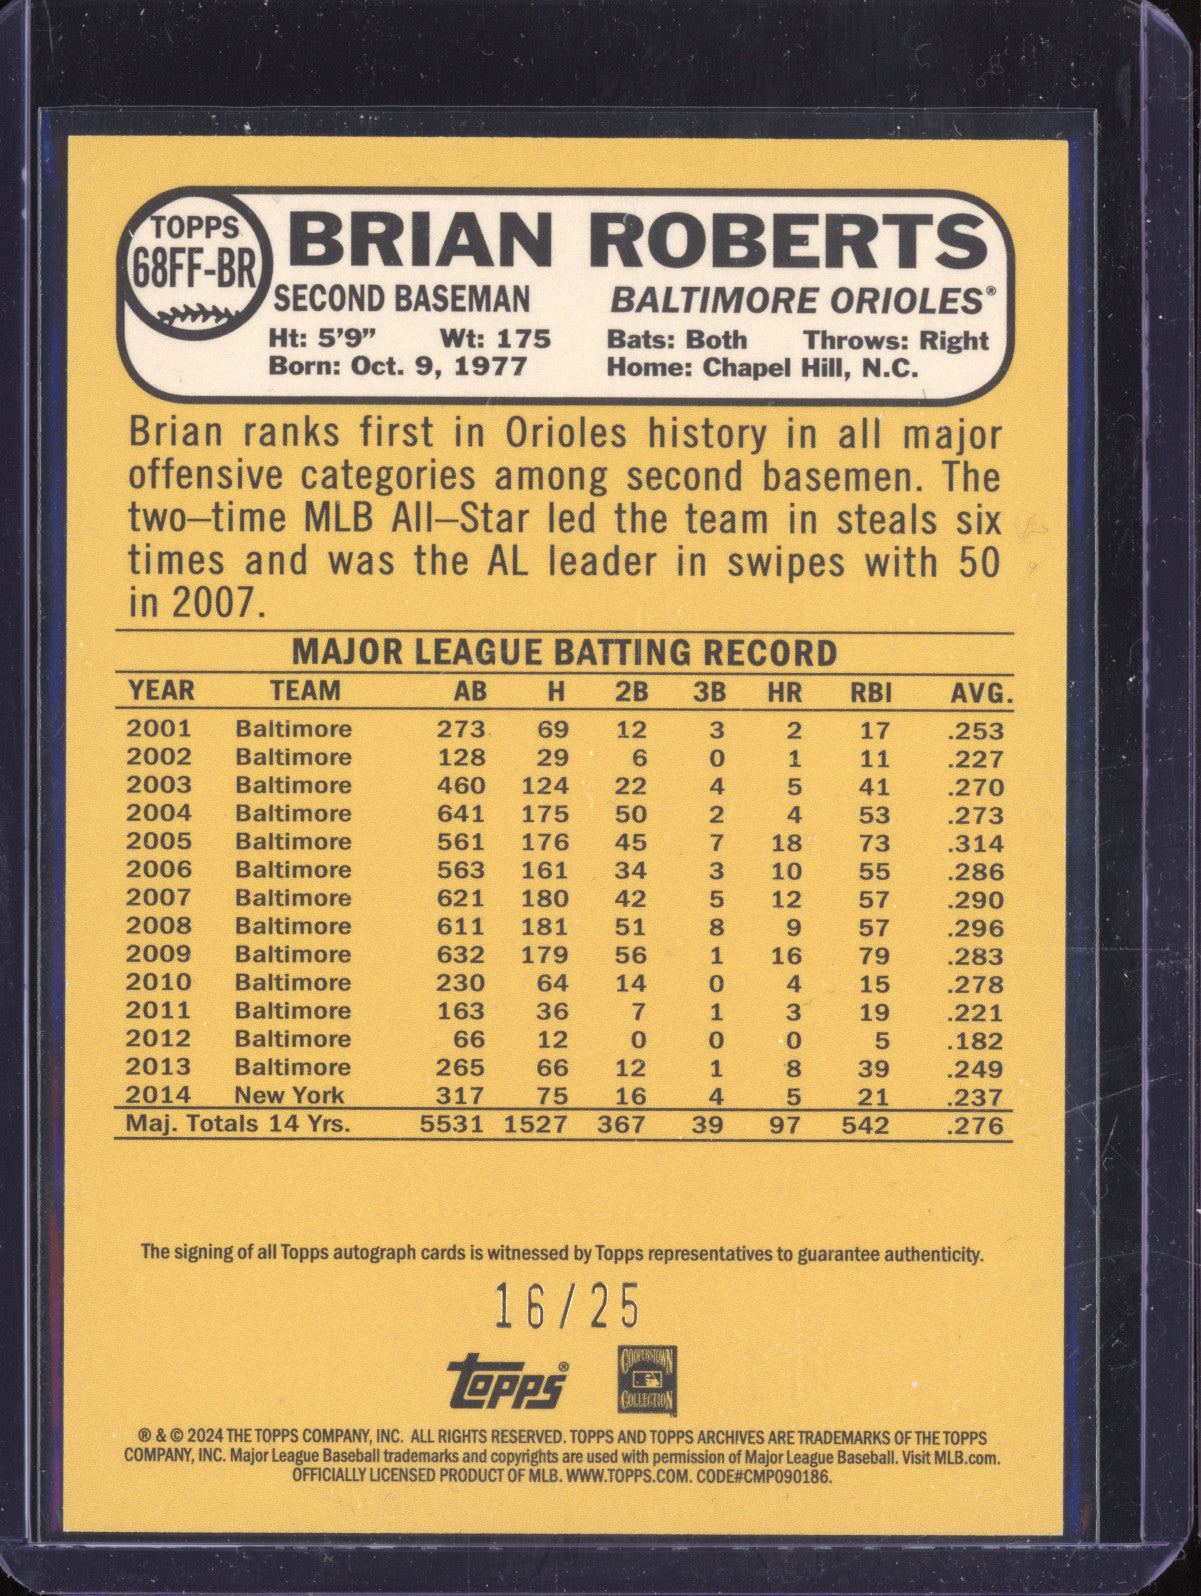 TOPPS
68FF-BR
BRIAN ROBERTS
SECOND BASEMAN BALTIMORE ORIOLES®
Ht: 5'9” Wt: 175 Bats: Both Throws: Right
Born: Oct. 9, 1977 Home: Chapel Hill, N.C.
Brian ranks first in Orioles history in all major
offensive categories among second basemen. The
two–time MLB All–Star led the team in steals six
times and was the AL leader in swipes with 50
in 2007.
MAJOR LEAGUE BATTING RECORD
YEAR TEAM AB H 2B 3B HR RBI AVG.
2001 Baltimore 273 69 12 3 2 17 .253
2002 Baltimore 128 29 6 0 1 11 .227
2003 Baltimore 460 124 22 4 5 41 .270
2004 Baltimore 641 175 50 2 4 53 .273
2005 Baltimore 561 176 45 7 18 73 .314
2006 Baltimore 563 161 34 3 10 55 .286
2007 Baltimore 621 180 42 5 12 57 .290
2008 Baltimore 611 181 51 8 9 57 .296
2009 Baltimore 632 179 56 1 16 79 .283
2010 Baltimore 230 64 14 0 4 15 .278
2011 Baltimore 163 36 7 1 3 19 .221
2012 Baltimore 66 12 0 0 0 5 .182
2013 Baltimore 265 66 12 1 8 39 .249
2014 New York 317 75 16 4 5 21 .237
Maj. Totals 14 Yrs. 5531 1527 367 39 97 542 .276
The signing of all Topps autograph cards is witnessed by Topps representatives to guarantee authenticity.
16/25
topps®
COOPERSTOWN
COLLECTION
® & © 2024 THE TOPPS COMPANY, INC. ALL RIGHTS RESERVED. TOPPS AND TOPPS ARCHIVES ARE TRADEMARKS OF THE TOPPS
COMPANY, INC. Major League Baseball trademarks and copyrights are used with permission of Major League Baseball. Visit MLB.com.
OFFICIALLY LICENSED PRODUCT OF MLB. WWW.TOPPS.COM. CODE#CMP090186.